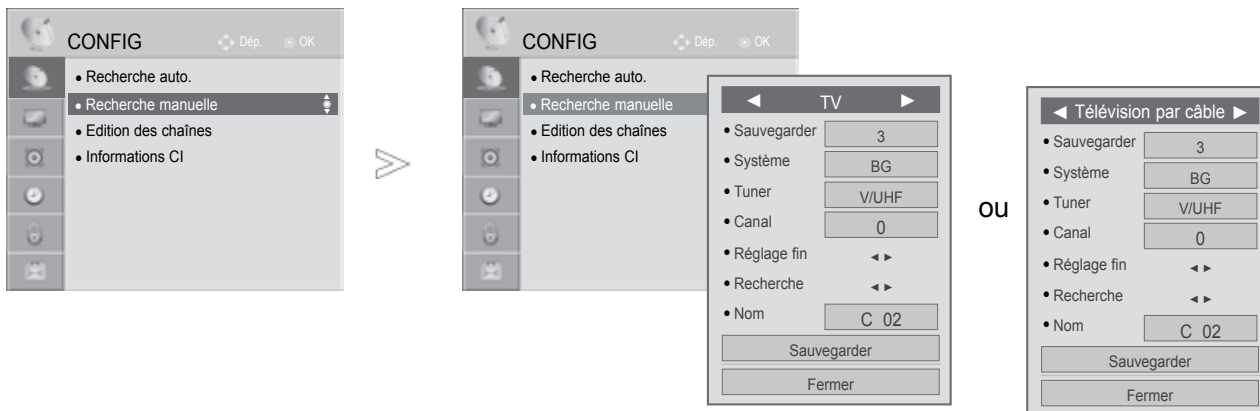 CONFIG Dép. OK
• Recherche auto.
• Recherche manuelle
• Edition des chaînes
• Informations CI
CONFIG Dép. OK
• Recherche auto.
• Recherche manuelle
• Edition des chaînes
• Informations CI
◄ TV ►
• Sauvegarder 3
• Système BG
• Tuner V/UHF
• Canal 0
• Réglage fin ◄ ►
• Recherche ◄ ►
• Nom C 02
Sauvegarder
Fermer
ou
◄ Télévision par câble ►
• Sauvegarder 3
• Système BG
• Tuner V/UHF
• Canal 0
• Réglage fin ◄ ►
• Recherche ◄ ►
• Nom C 02
Sauvegarder
Fermer